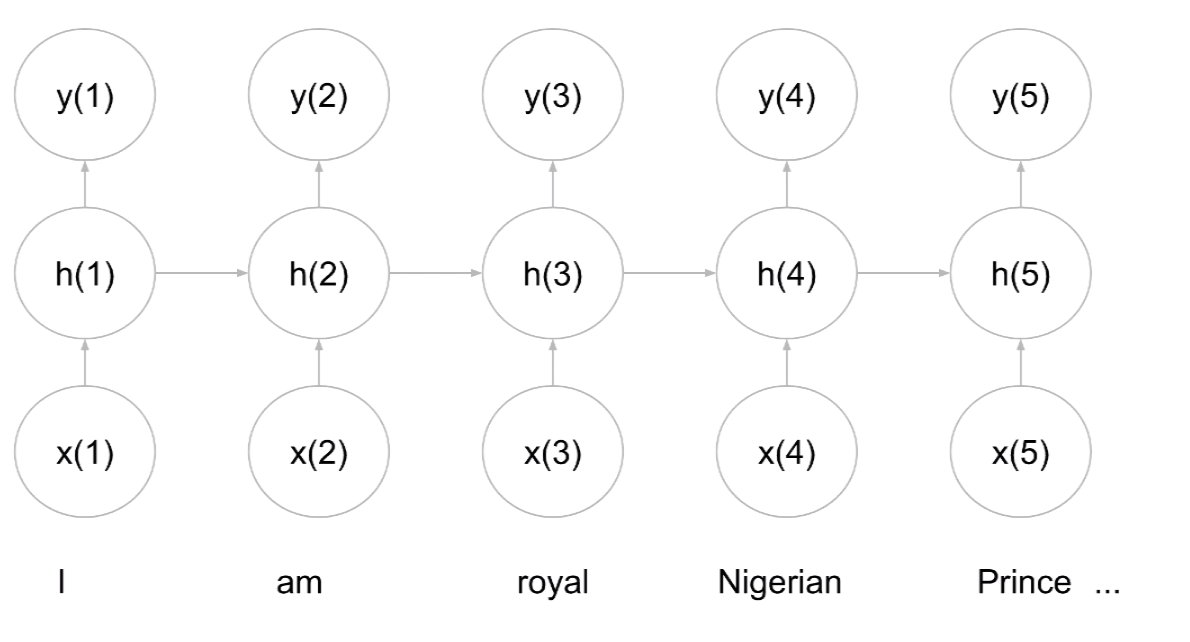 y(1) y(2) y(3) y(4) y(5)
h(1) h(2) h(3) h(4) h(5)
x(1) x(2) x(3) x(4) x(5)
I am royal Nigerian Prince ...